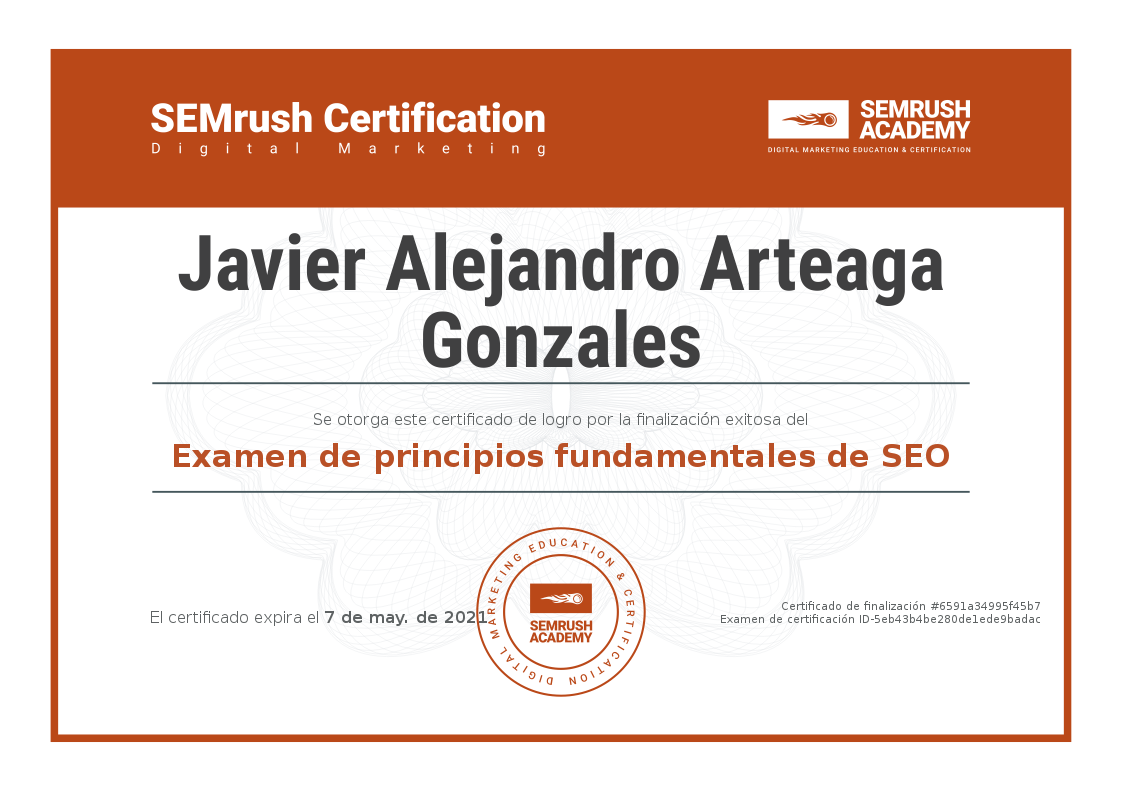 SEMrush Certification
Digital Marketing
SEMRUSH
ACADEMY
DIGITAL MARKETING EDUCATION & CERTIFICATION
Javier Alejandro Arteaga
Gonzales
Se otorga este certificado de logro por la finalización exitosa del
Examen de principios fundamentales de SEO
El certificado expira el 7 de may. de 2021
DIGITAL MARKETING EDUCATION & CERTIFICATION
SEMRUSH
ACADEMY
Certificado de finalización #6591a34995f45b7
Examen de certificación ID-5eb43b4be280de1ede9badac